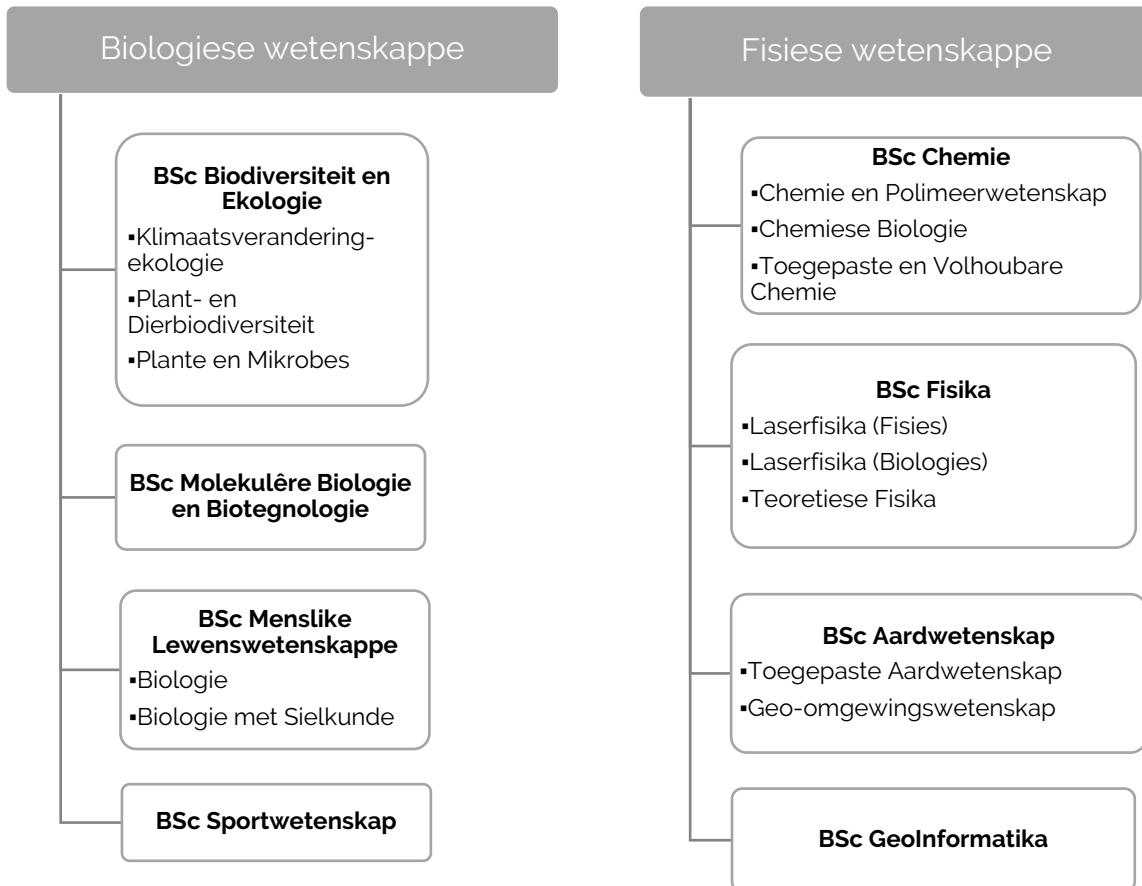 Biologiese wetenskappe
BSc Biodiversiteit en
Ekologie
▪Klimaatsverandering-
ekologie
▪Plant- en
Dierbiodiversiteit
▪Plante en Mikrobes
BSc Molekulêre Biologie
en Biotegnologie
BSc Menslike
Lewenswetenskappe
▪Biologie
▪Biologie met Sielkunde
BSc Sportwetenskap
Fisiese wetenskappe
BSc Chemie
▪Chemie en Polimeerwetenskap
▪Chemiese Biologie
▪Toegepaste en Volhoubare
Chemie
BSc Fisika
▪Laserfisika (Fisies)
▪Laserfisika (Biologies)
▪Teoretiese Fisika
BSc Aardwetenskap
▪Toegepaste Aardwetenskap
▪Geo-omgewingswetenskap
BSc GeoInformatika